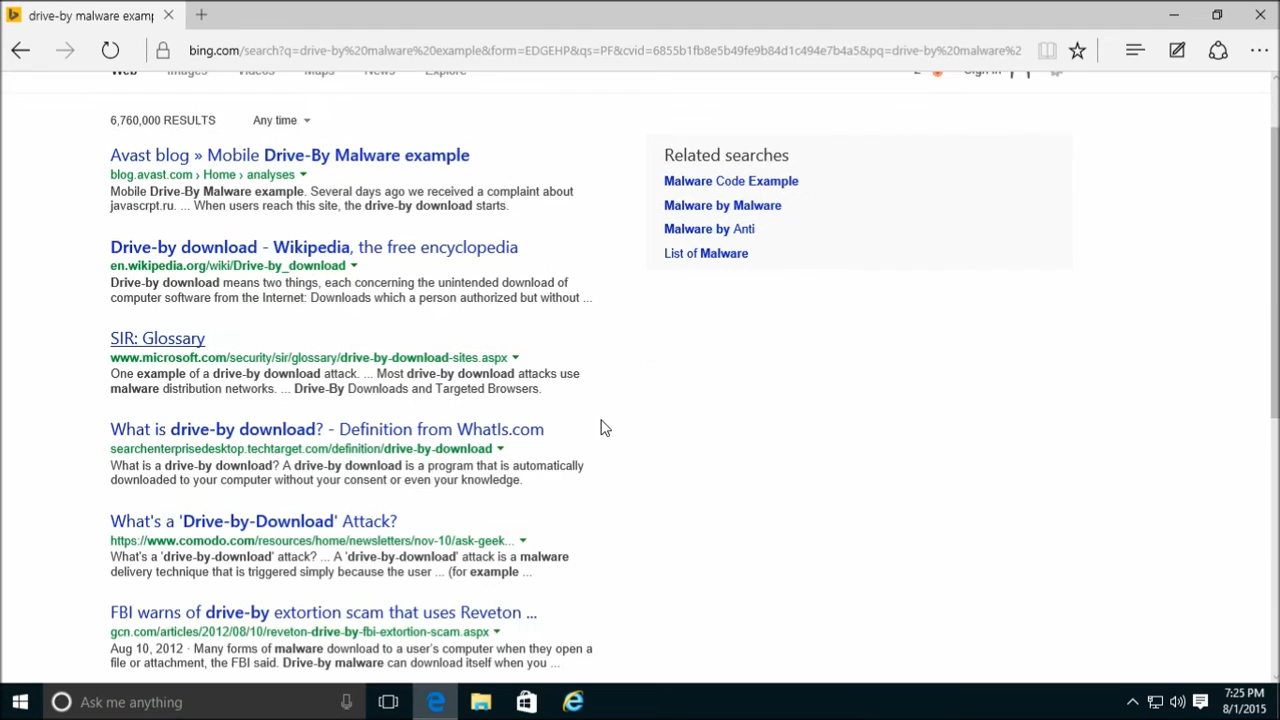 drive-by malware examp
bing.com/search?q=drive-by%20malware%20example&form=EDGEHP&qs=PF&cvid=6855b1fb8e5b49fe9b84d1c494e7b4a5&pq=drive-by%20malware%2
Web Images Videos Maps News Explore
2 Sign in
6,760,000 RESULTS Any time
Avast blog » Mobile Drive-By Malware example
blog.avast.com › Home › analyses
Mobile Drive-By Malware example. Several days ago we received a complaint about
javascrpt.ru. ... When users reach this site, the drive-by download starts.
Drive-by download - Wikipedia, the free encyclopedia
en.wikipedia.org/wiki/Drive-by_download
Drive-by download means two things, each concerning the unintended download of
computer software from the Internet: Downloads which a person authorized but without ...
SIR: Glossary
www.microsoft.com/security/sir/glossary/drive-by-download-sites.aspx
One example of a drive-by download attack. ... Most drive-by download attacks use
malware distribution networks. ... Drive-By Downloads and Targeted Browsers.
What is drive-by download? - Definition from WhatIs.com
searchenterprisedesktop.techtarget.com/definition/drive-by-download
What is a drive-by download? A drive-by download is a program that is automatically
downloaded to your computer without your consent or even your knowledge.
What's a 'Drive-by-Download' Attack?
https://www.comodo.com/resources/home/newsletters/nov-10/ask-geek...
What's a 'drive-by-download' attack? ... A 'drive-by-download' attack is a malware
delivery technique that is triggered simply because the user ... (for example ...
FBI warns of drive-by extortion scam that uses Reveton ...
gcn.com/articles/2012/08/10/reveton-drive-by-fbi-extortion-scam.aspx
Aug 10, 2012 · Many forms of malware download to a user's computer when they open a
file or attachment, the FBI said. Drive-by malware can download itself when you ...
Related searches
Malware Code Example
Malware by Malware
Malware by Anti
List of Malware
Ask me anything
7:25 PM
8/1/2015